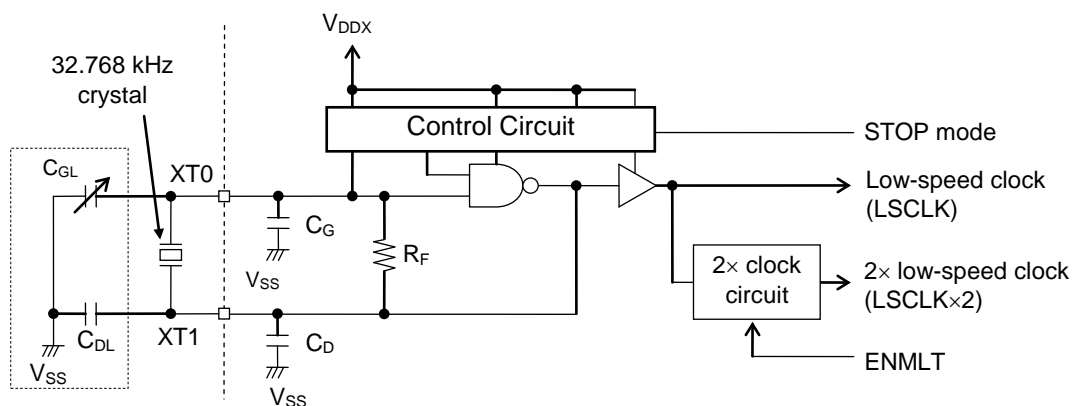 VDDX
32.768 kHz
crystal
Control Circuit
STOP mode
CGL
XT0
Low-speed clock
(LSCLK)
CG
VSS
RF
2× clock
circuit
2× low-speed clock
(LSCLK×2)
CDL
XT1
CD
VSS
VSS
ENMLT